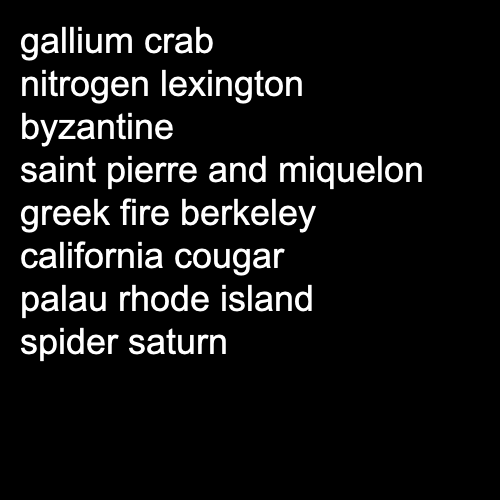 gallium crab
nitrogen lexington
byzantine
saint pierre and miquelon
greek fire berkeley
california cougar
palau rhode island
spider saturn